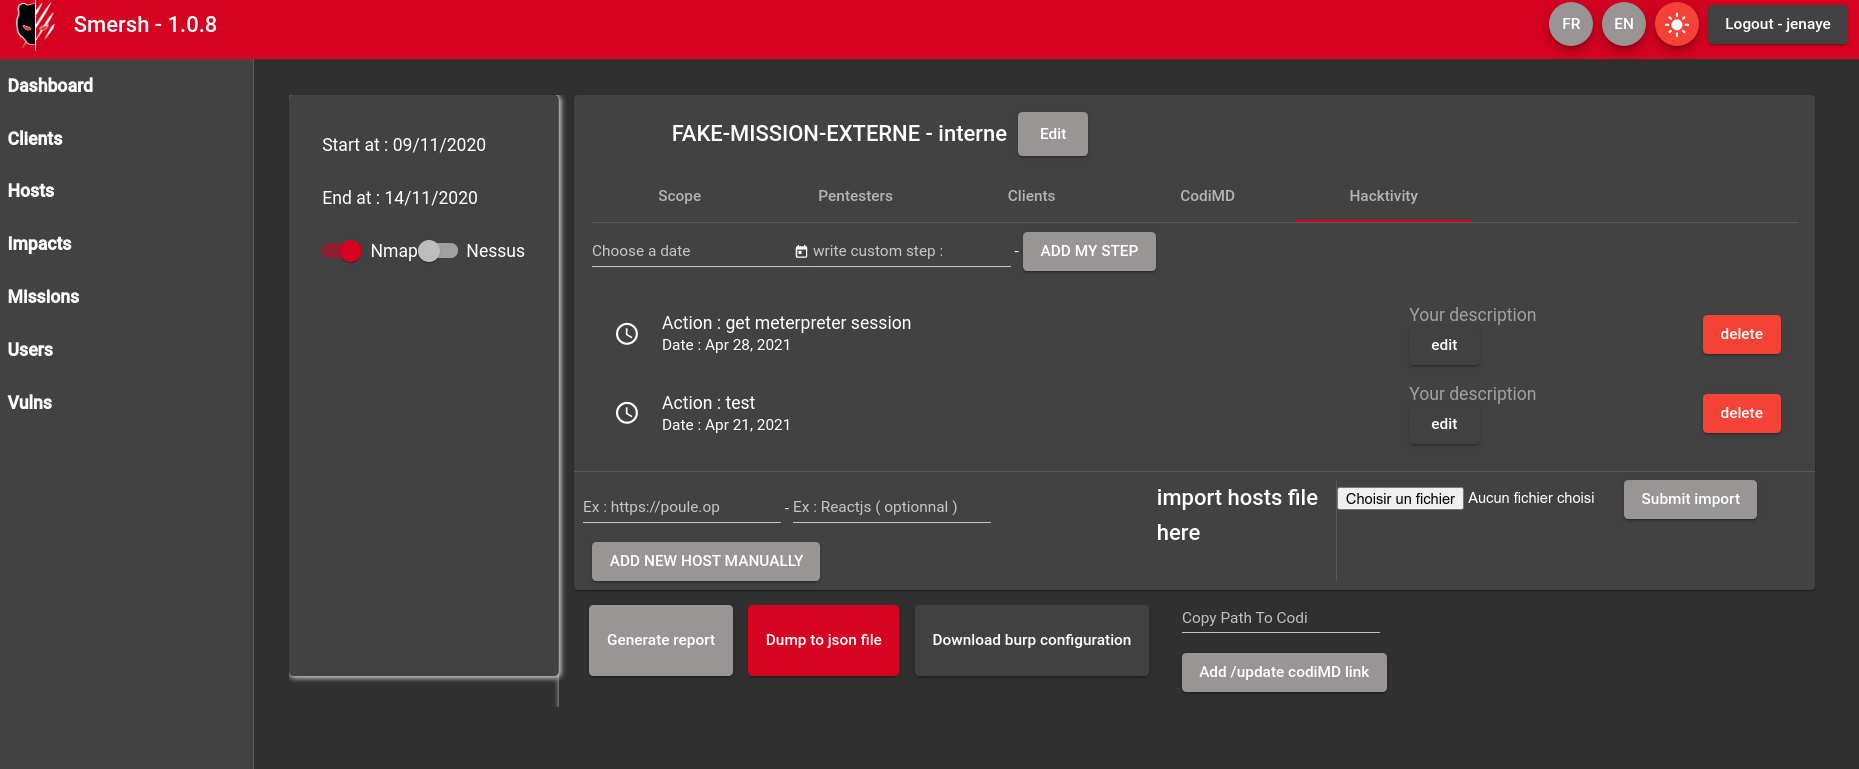 Smersh - 1.0.8
FR
EN
Logout - jenaye
Dashboard
Clients
Hosts
Impacts
Missions
Users
Vulns
Start at : 09/11/2020
End at : 14/11/2020
Nmap Nessus
FAKE-MISSION-EXTERNE - interne
Edit
Scope Pentesters Clients CodiMD Hacktivity
Choose a date write custom step : - ADD MY STEP
Action : get meterpreter session
Date : Apr 28, 2021
Your description
edit
delete
Action : test
Date : Apr 21, 2021
Your description
edit
delete
Ex : https://poule.op - Ex : Reactjs ( optionnal )
ADD NEW HOST MANUALLY
import hosts file
here
Choisir un fichier Aucun fichier choisi
Submit import
Generate report
Dump to json file
Download burp configuration
Copy Path To Codi
Add /update codiMD link